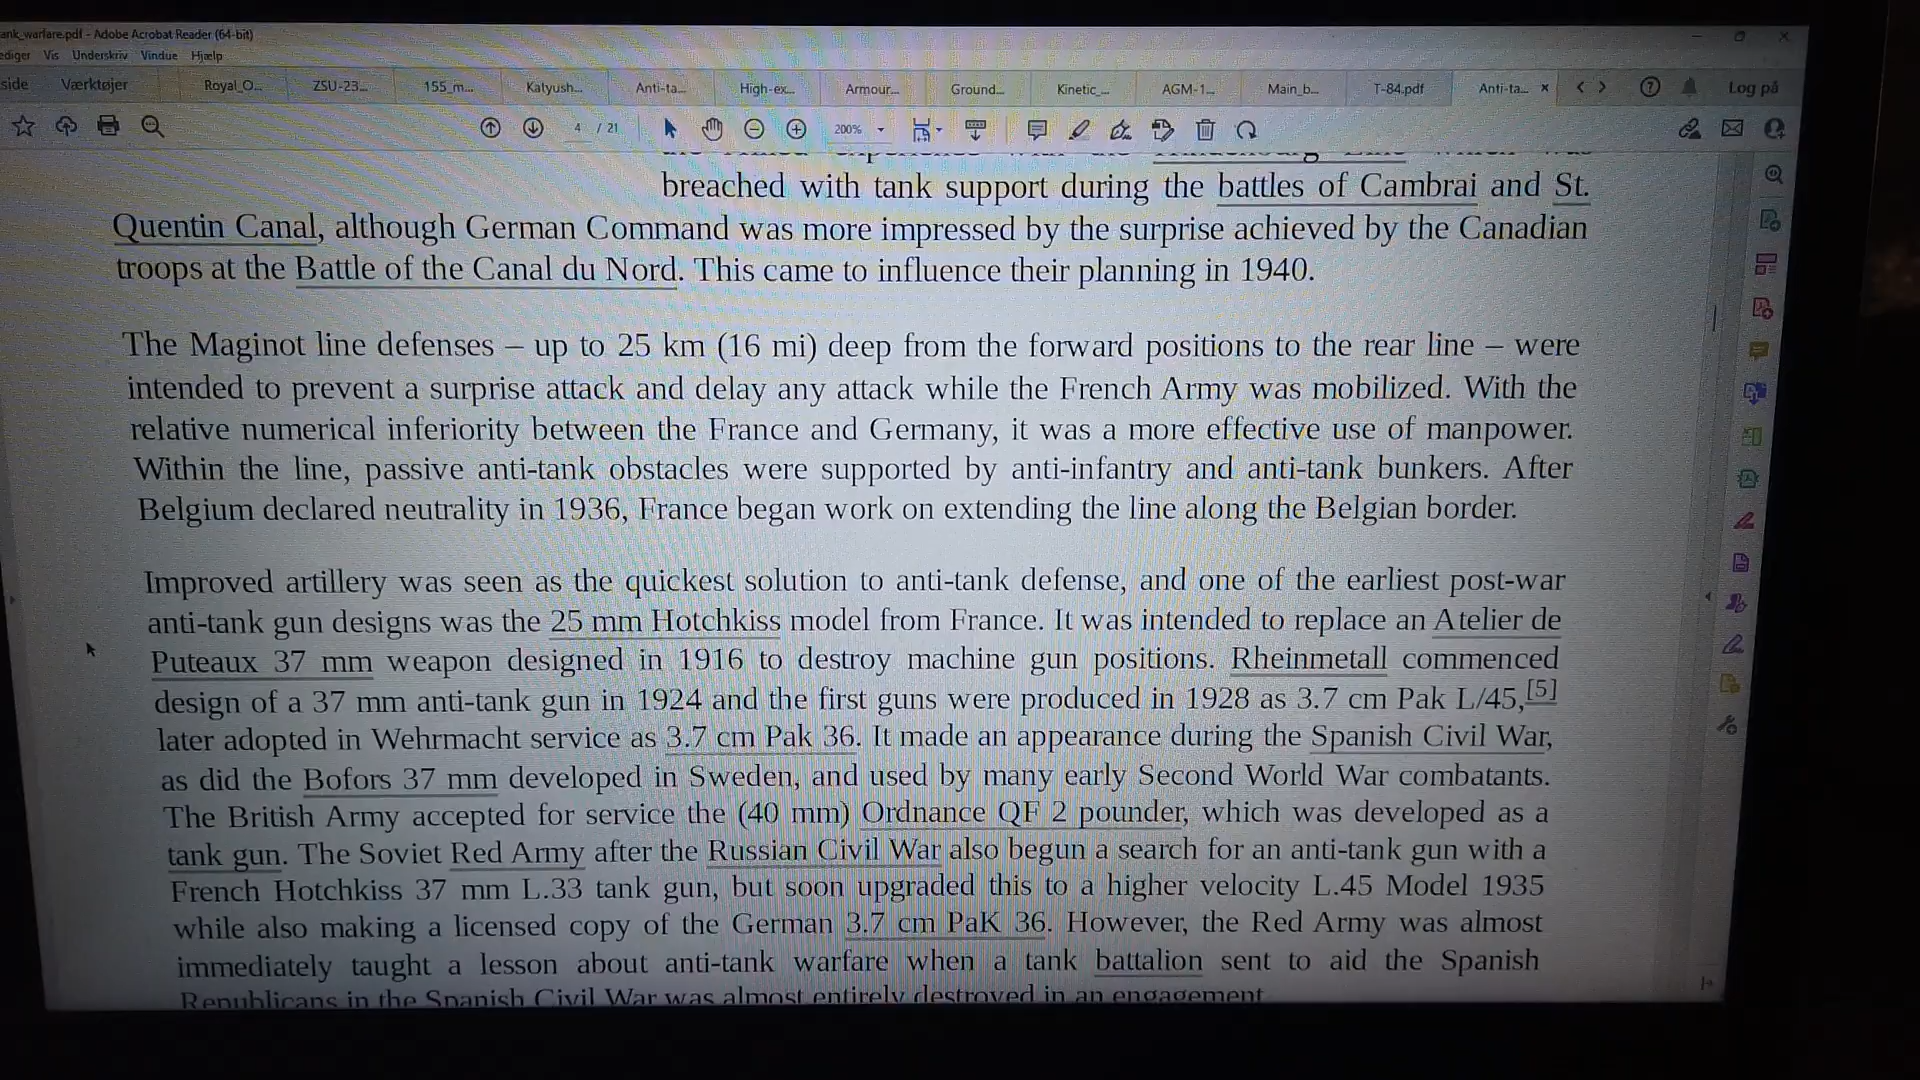 ank_warfare.pdf - Adobe Acrobat Reader (64-bit)
ediger Vis Underskriv Vindue Hjælp
side Værktøjer Royal_O... ZSU-23... 155_m... Katyush... Anti-ta... High-ex... Armour... Ground... Kinetic_... AGM-1... Main_b... T-84.pdf Anti-ta... Log på
4 / 21 200%
breached with tank support during the battles of Cambrai and St.
Quentin Canal, although German Command was more impressed by the surprise achieved by the Canadian
troops at the Battle of the Canal du Nord. This came to influence their planning in 1940.
The Maginot line defenses – up to 25 km (16 mi) deep from the forward positions to the rear line – were
intended to prevent a surprise attack and delay any attack while the French Army was mobilized. With the
relative numerical inferiority between the France and Germany, it was a more effective use of manpower.
Within the line, passive anti-tank obstacles were supported by anti-infantry and anti-tank bunkers. After
Belgium declared neutrality in 1936, France began work on extending the line along the Belgian border.
Improved artillery was seen as the quickest solution to anti-tank defense, and one of the earliest post-war
anti-tank gun designs was the 25 mm Hotchkiss model from France. It was intended to replace an Atelier de
Puteaux 37 mm weapon designed in 1916 to destroy machine gun positions. Rheinmetall commenced
design of a 37 mm anti-tank gun in 1924 and the first guns were produced in 1928 as 3.7 cm Pak L/45,[5]
later adopted in Wehrmacht service as 3.7 cm Pak 36. It made an appearance during the Spanish Civil War,
as did the Bofors 37 mm developed in Sweden, and used by many early Second World War combatants.
The British Army accepted for service the (40 mm) Ordnance QF 2 pounder, which was developed as a
tank gun. The Soviet Red Army after the Russian Civil War also begun a search for an anti-tank gun with a
French Hotchkiss 37 mm L.33 tank gun, but soon upgraded this to a higher velocity L.45 Model 1935
while also making a licensed copy of the German 3.7 cm PaK 36. However, the Red Army was almost
immediately taught a lesson about anti-tank warfare when a tank battalion sent to aid the Spanish
Republicans in the Spanish Civil War was almost entirely destroyed in an engagement